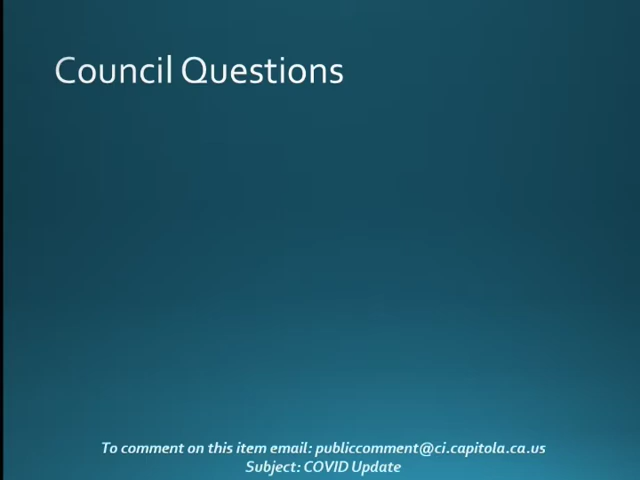 Council Questions
To comment on this item email: publiccomment@ci.capitola.ca.us
Subject: COVID Update